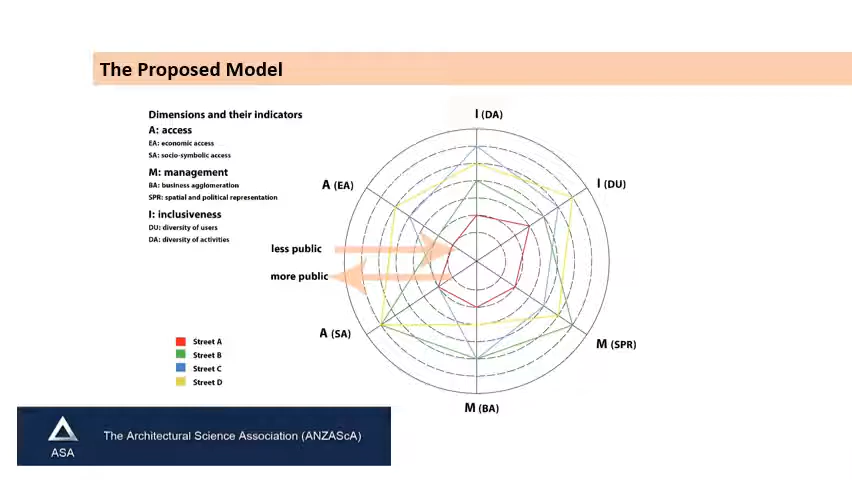 The Proposed Model
Dimensions and their indicators
A: access
EA: economic access
SA: socio-symbolic access
M: management
BA: business agglomeration
SPR: spatial and political representation
I: inclusiveness
DU: diversity of users
DA: diversity of activities
I (DA)
A (EA)
I (DU)
less public
more public
A (SA)
M (SPR)
M (BA)
Street A
Street B
Street C
Street D
The Architectural Science Association (ANZAScA)
ASA